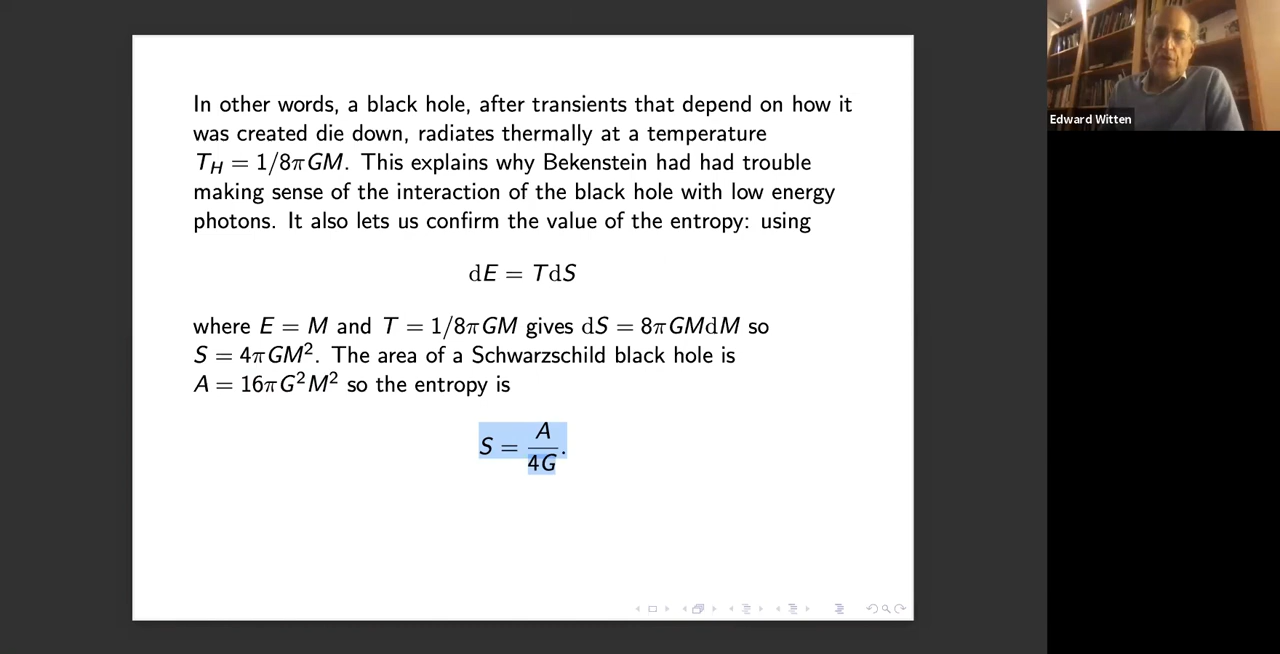 In other words, a black hole, after transients that depend on how it
was created die down, radiates thermally at a temperature
T_H = 1/8πGM. This explains why Bekenstein had had trouble
making sense of the interaction of the black hole with low energy
photons. It also lets us confirm the value of the entropy: using
dE = TdS
where E = M and T = 1/8πGM gives dS = 8πGMdM so
S = 4πGM². The area of a Schwarzschild black hole is
A = 16πG²M² so the entropy is
S = A/4G.
Edward Witten